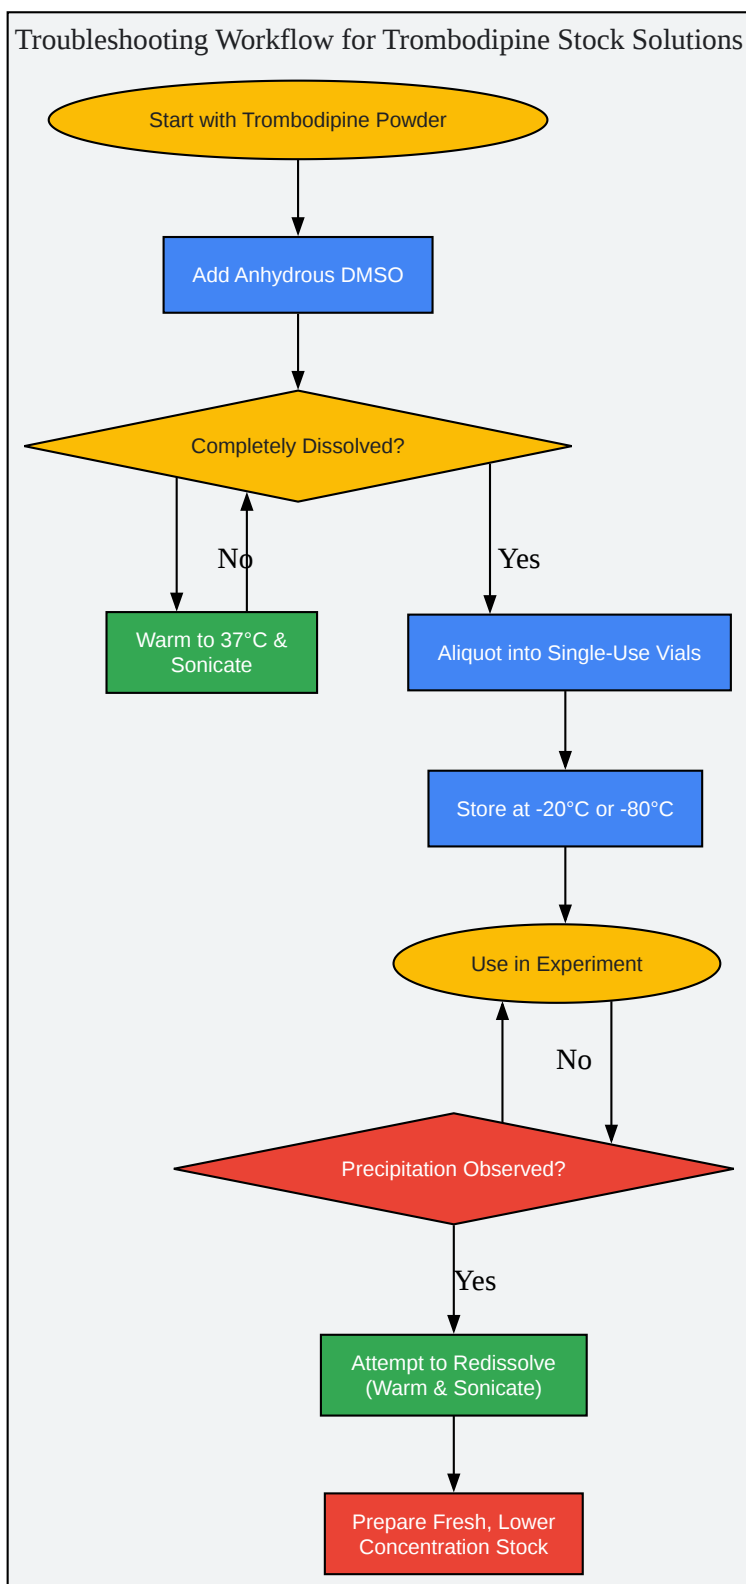 Troubleshooting Workflow for Trombodipine Stock Solutions
Start with Trombodipine Powder
Add Anhydrous DMSO
Completely Dissolved?
No
Yes
Warm to 37°C &
Sonicate
Aliquot into Single-Use Vials
Store at -20°C or -80°C
Use in Experiment
No
Precipitation Observed?
Yes
Attempt to Redissolve
(Warm & Sonicate)
Prepare Fresh, Lower
Concentration Stock